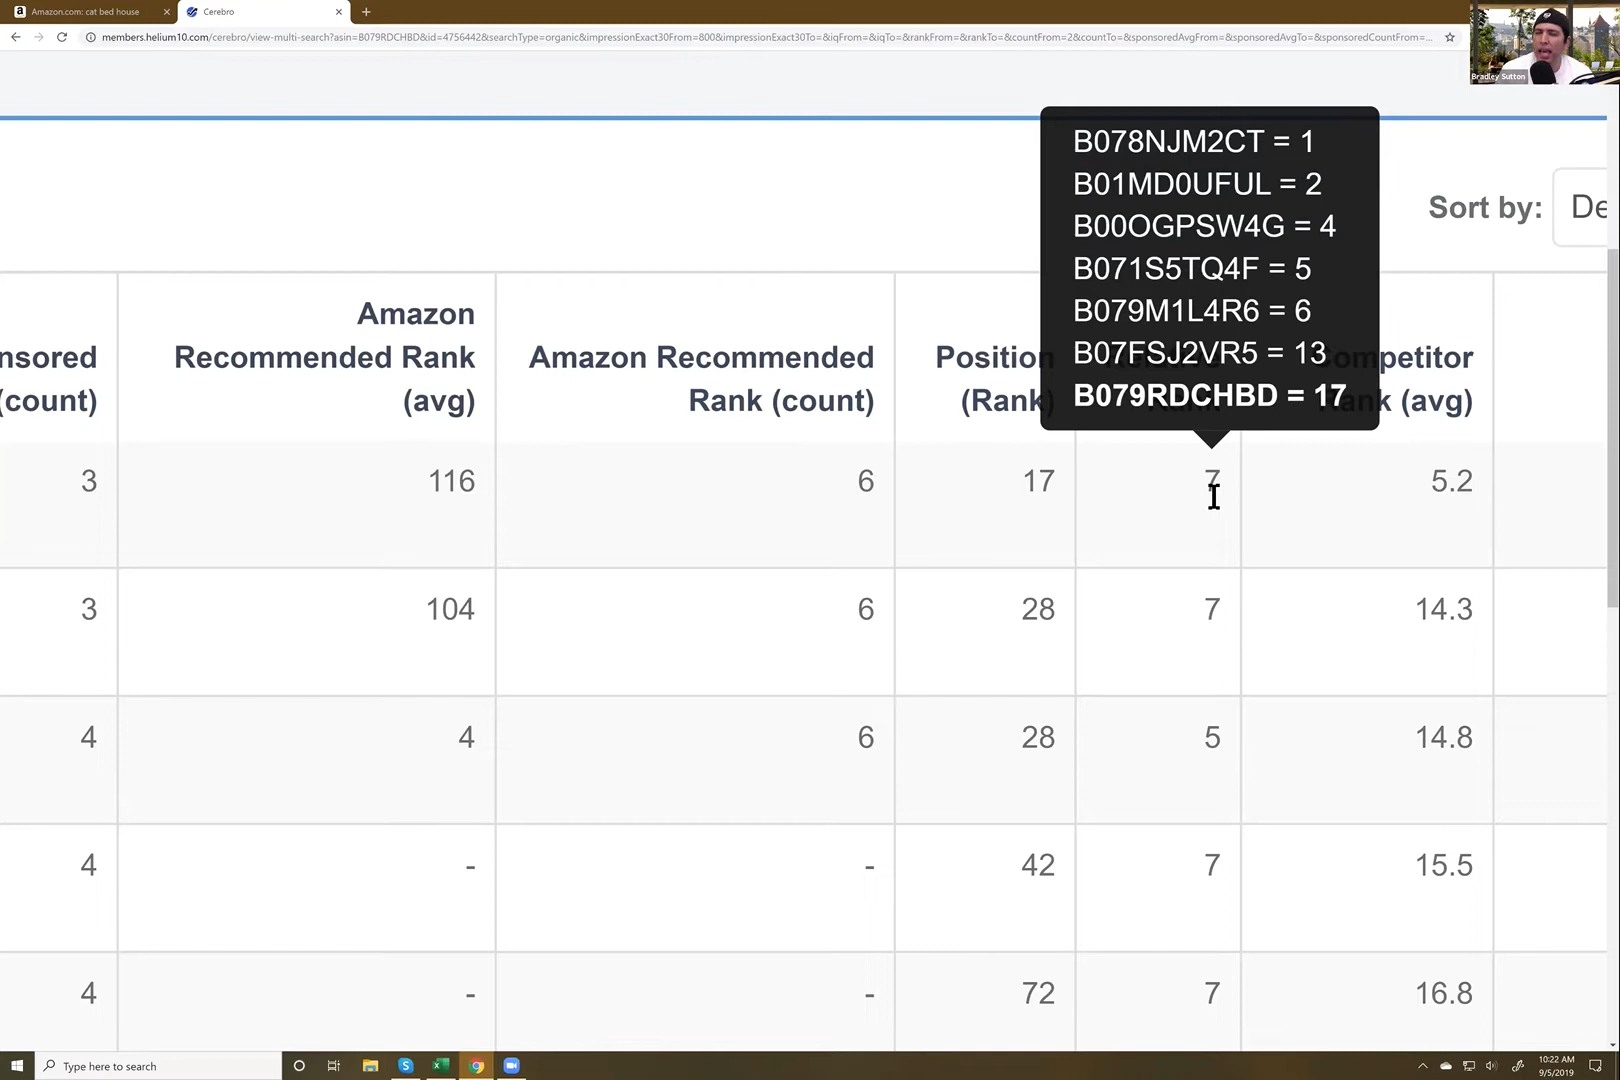 Amazon.com: cat bed house
Cerebro
members.helium10.com/cerebro/view-multi-search?asin=B079RDCHBD&id=4756442&searchType=organic&impressionExact30From=800&impressionExact30To=&iqFrom=&iqTo=&rankFrom=&rankTo=&countFrom=2&countTo=&sponsoredAvgFrom=&sponsoredAvgTo=&sponsoredCountFrom=...
Bradley Sutton
B078NJM2CT = 1
B01MD0UFUL = 2
B00OGPSW4G = 4
B071S5TQ4F = 5
B079M1L4R6 = 6
B07FSJ2VR5 = 13
B079RDCHBD = 17
Sort by: De
nsored
(count)
Amazon
Recommended Rank
(avg)
Amazon Recommended
Rank (count)
Position
(Rank)
Competitor
Rank (avg)
3 116 6 17 7 5.2
3 104 6 28 7 14.3
4 4 6 28 5 14.8
4 - - 42 7 15.5
4 - - 72 7 16.8
Type here to search
10:22 AM
9/5/2019